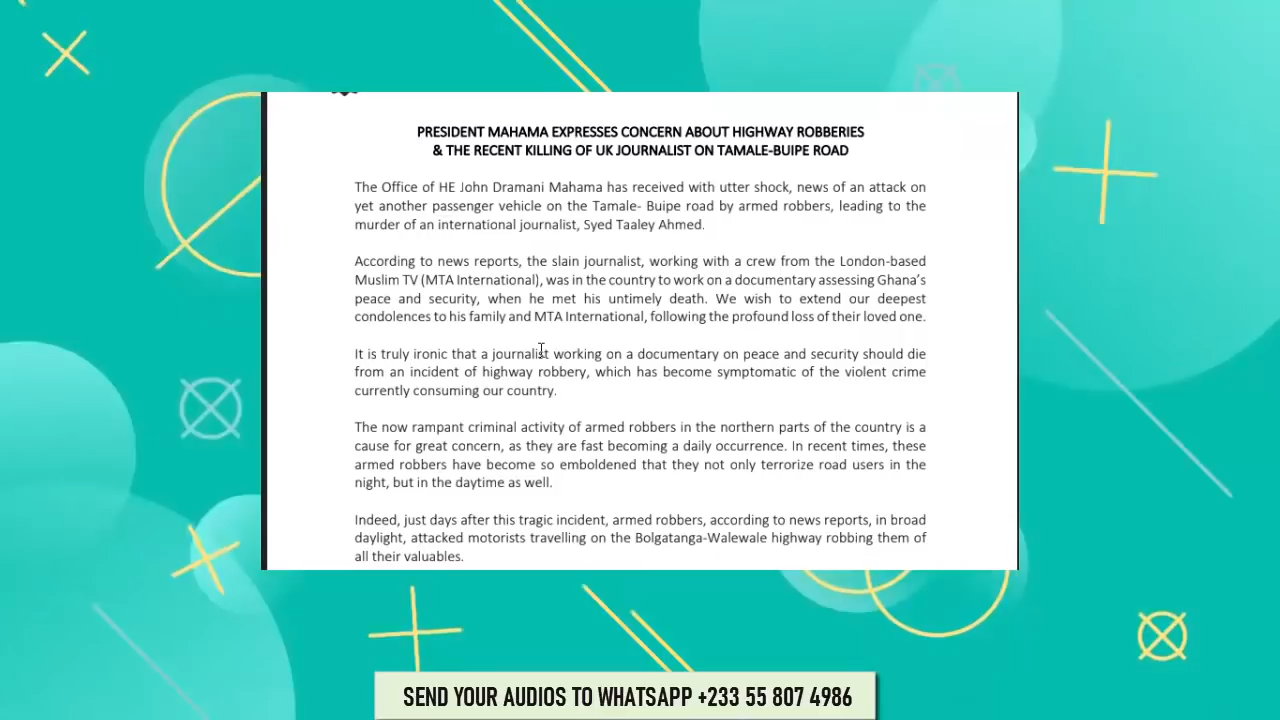 PRESIDENT MAHAMA EXPRESSES CONCERN ABOUT HIGHWAY ROBBERIES
& THE RECENT KILLING OF UK JOURNALIST ON TAMALE-BUIPE ROAD
The Office of HE John Dramani Mahama has received with utter shock, news of an attack on
yet another passenger vehicle on the Tamale- Buipe road by armed robbers, leading to the
murder of an international journalist, Syed Taaley Ahmed.
According to news reports, the slain journalist, working with a crew from the London-based
Muslim TV (MTA International), was in the country to work on a documentary assessing Ghana’s
peace and security, when he met his untimely death. We wish to extend our deepest
condolences to his family and MTA International, following the profound loss of their loved one.
It is truly ironic that a journalist working on a documentary on peace and security should die
from an incident of highway robbery, which has become symptomatic of the violent crime
currently consuming our country.
The now rampant criminal activity of armed robbers in the northern parts of the country is a
cause for great concern, as they are fast becoming a daily occurrence. In recent times, these
armed robbers have become so emboldened that they not only terrorize road users in the
night, but in the daytime as well.
Indeed, just days after this tragic incident, armed robbers, according to news reports, in broad
daylight, attacked motorists travelling on the Bolgatanga-Walewale highway robbing them of
all their valuables.
SEND YOUR AUDIOS TO WHATSAPP +233 55 807 4986